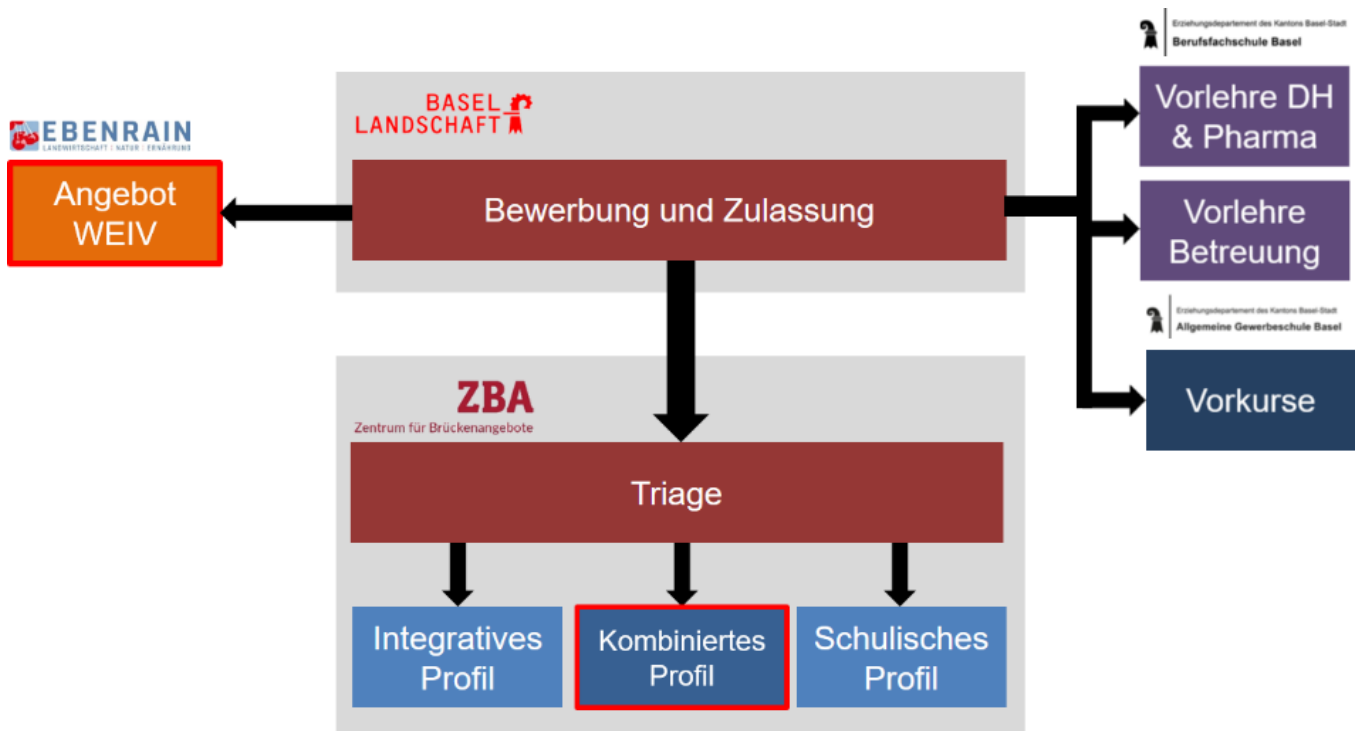 Erziehungsdepartement des Kantons Basel-Stadt
Berufsfachschule Basel
BASEL
LANDSCHAFT
Vorlehre DH
& Pharma
EBENRAIN
LANDWIRTSCHAFT | NATUR | ERNÄHRUNG
Angebot
WEIV
Bewerbung und Zulassung
Vorlehre
Betreuung
Erziehungsdepartement des Kantons Basel-Stadt
Allgemeine Gewerbeschule Basel
ZBA
Zentrum für Brückenangebote
Vorkurse
Triage
Integratives
Profil
Kombiniertes
Profil
Schulisches
Profil